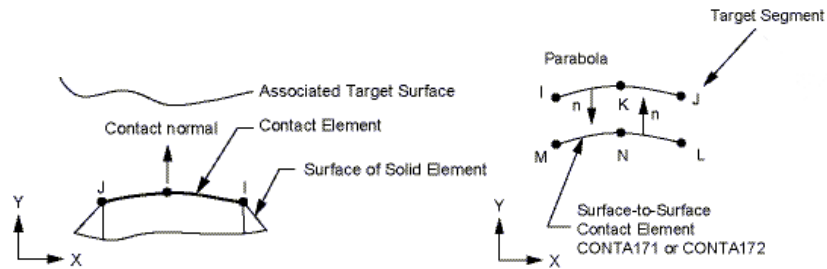 Associated Target Surface
Contact normal
Contact Element
J
I
Surface of Solid Element
Y
X
Target Segment
Parabola
I
K
J
n
n
M
N
L
Y
X
Surface-to-Surface
Contact Element
CONTA171 or CONTA172